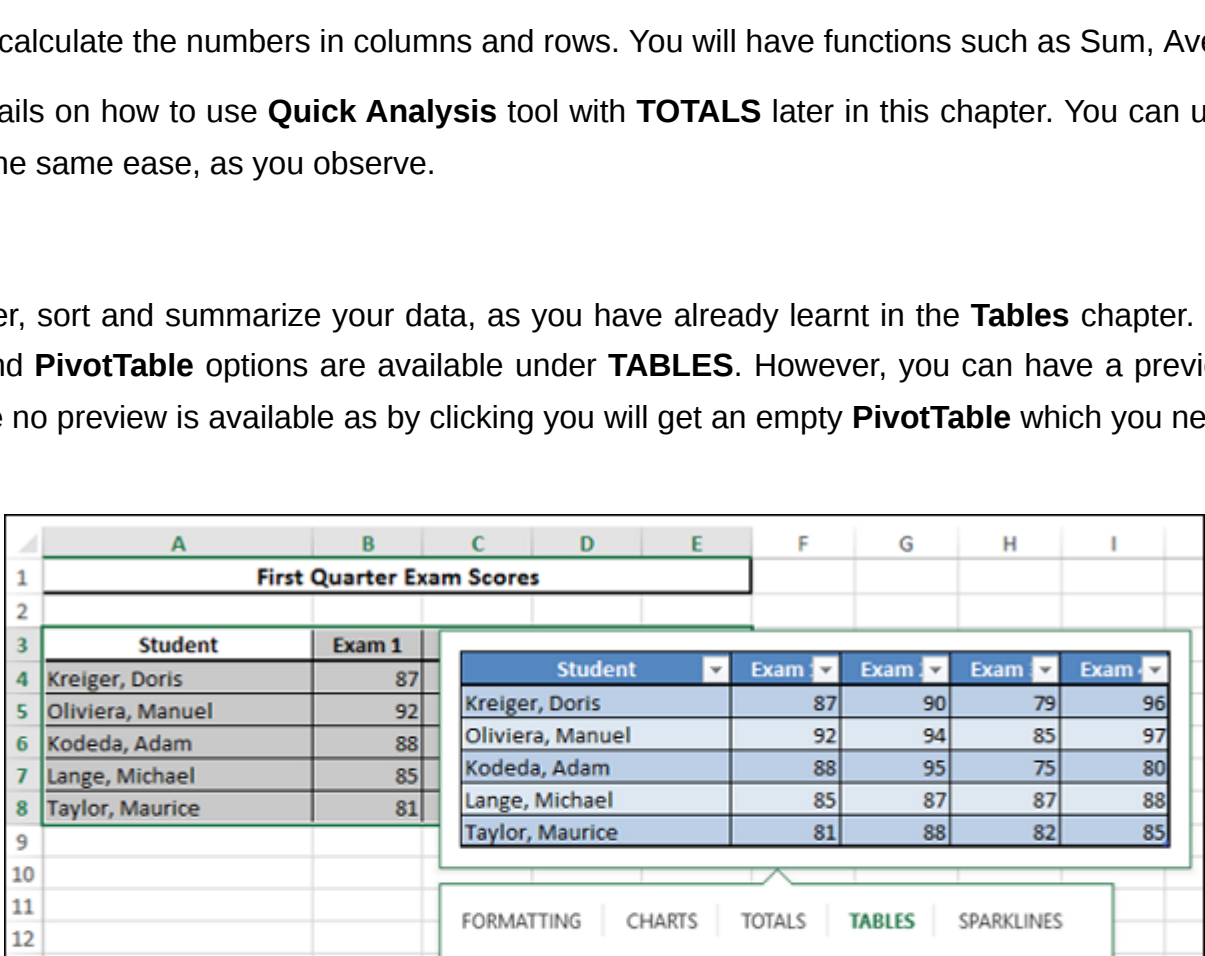 calculate the numbers in columns and rows. You will have functions such as Sum,
on how to use Quick Analysis tool with TOTALS later in this chapter. You can
same ease, as you observe.
sort and summarize your data, as you have already learnt in the Tables chapter.
PivotTable options are available under TABLES. However, you can have a
no preview is available as by clicking you will get an empty PivotTable which you
A B C D E F G H I
1 First Quarter Exam Scores
2
3 Student Exam 1
4 Kreiger, Doris 87
5 Oliviera, Manuel 92
6 Kodeda, Adam 88
7 Lange, Michael 85
8 Taylor, Maurice 81
9
10
11
12
Student Exam Exam Exam Exam
Kreiger, Doris 87 90 79 96
Oliviera, Manuel 92 94 85 97
Kodeda, Adam 88 95 75 80
Lange, Michael 85 87 87 88
Taylor, Maurice 81 88 82 85
FORMATTING CHARTS TOTALS TABLES SPARKLINES